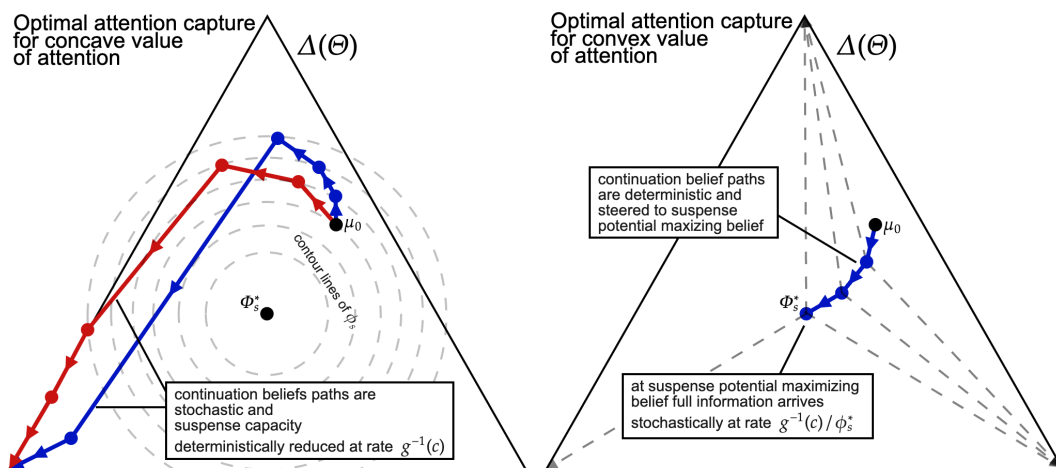 Optimal attention capture
for concave value
of attention
Δ(Θ)
μ₀
contour lines of ϕₛ
Φₛ*
continuation beliefs paths are
stochastic and
suspense capacity
deterministically reduced at rate g⁻¹(c)
Optimal attention capture
for convex value
of attention
Δ(Θ)
continuation belief paths
are deterministic and
steered to suspense
potential maxizing belief
μ₀
Φₛ*
at suspense potential maximizing
belief full information arrives
stochastically at rate g⁻¹(c)/ϕₛ*